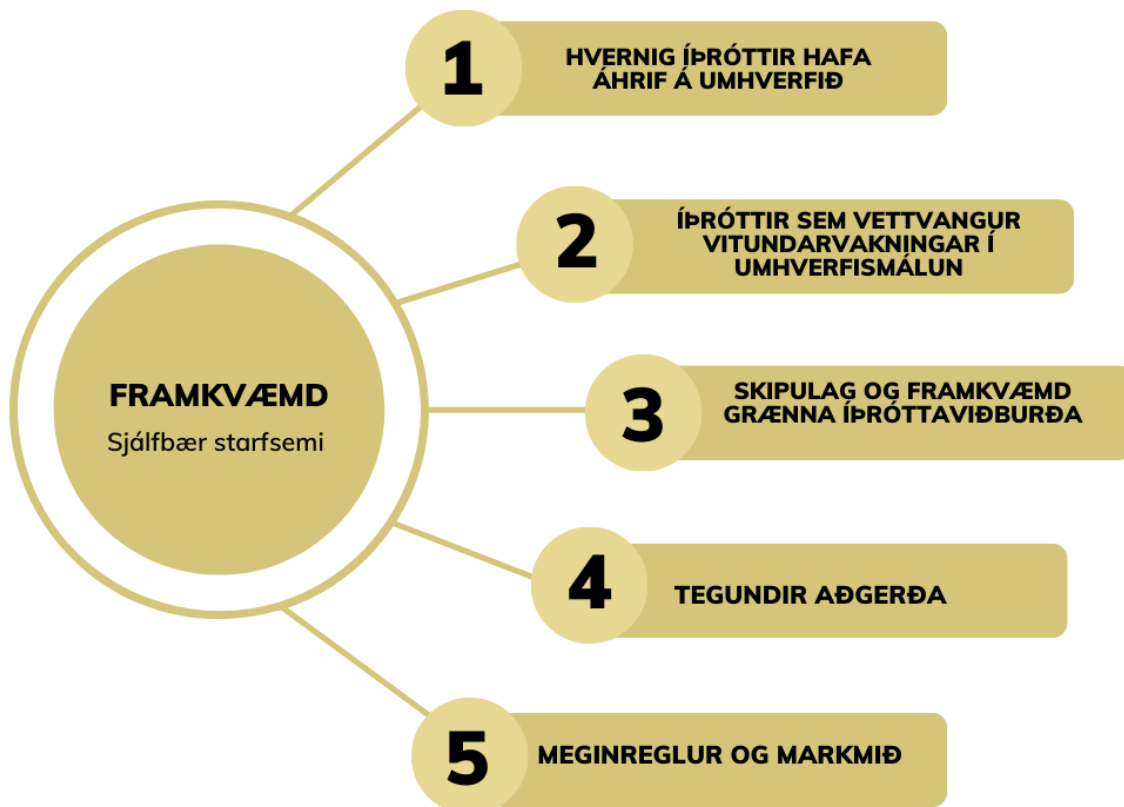 1
HVERNIG ÍÞRÓTTIR HAFA
ÁHRIF Á UMHVERFIÐ
2
ÍÞRÓTTIR SEM VETTVANGUR
VITUNDARVAKNINGAR Í
UMHVERFISMÁLUN
FRAMKVÆMD
Sjálfbær starfsemi
3
SKIPULAG OG FRAMKVÆMD
GRÆNNA ÍÞRÓTTAVIÐBURÐA
4
TEGUNDIR AÐGERÐA
5
MEGINREGLUR OG MARKMIÐ